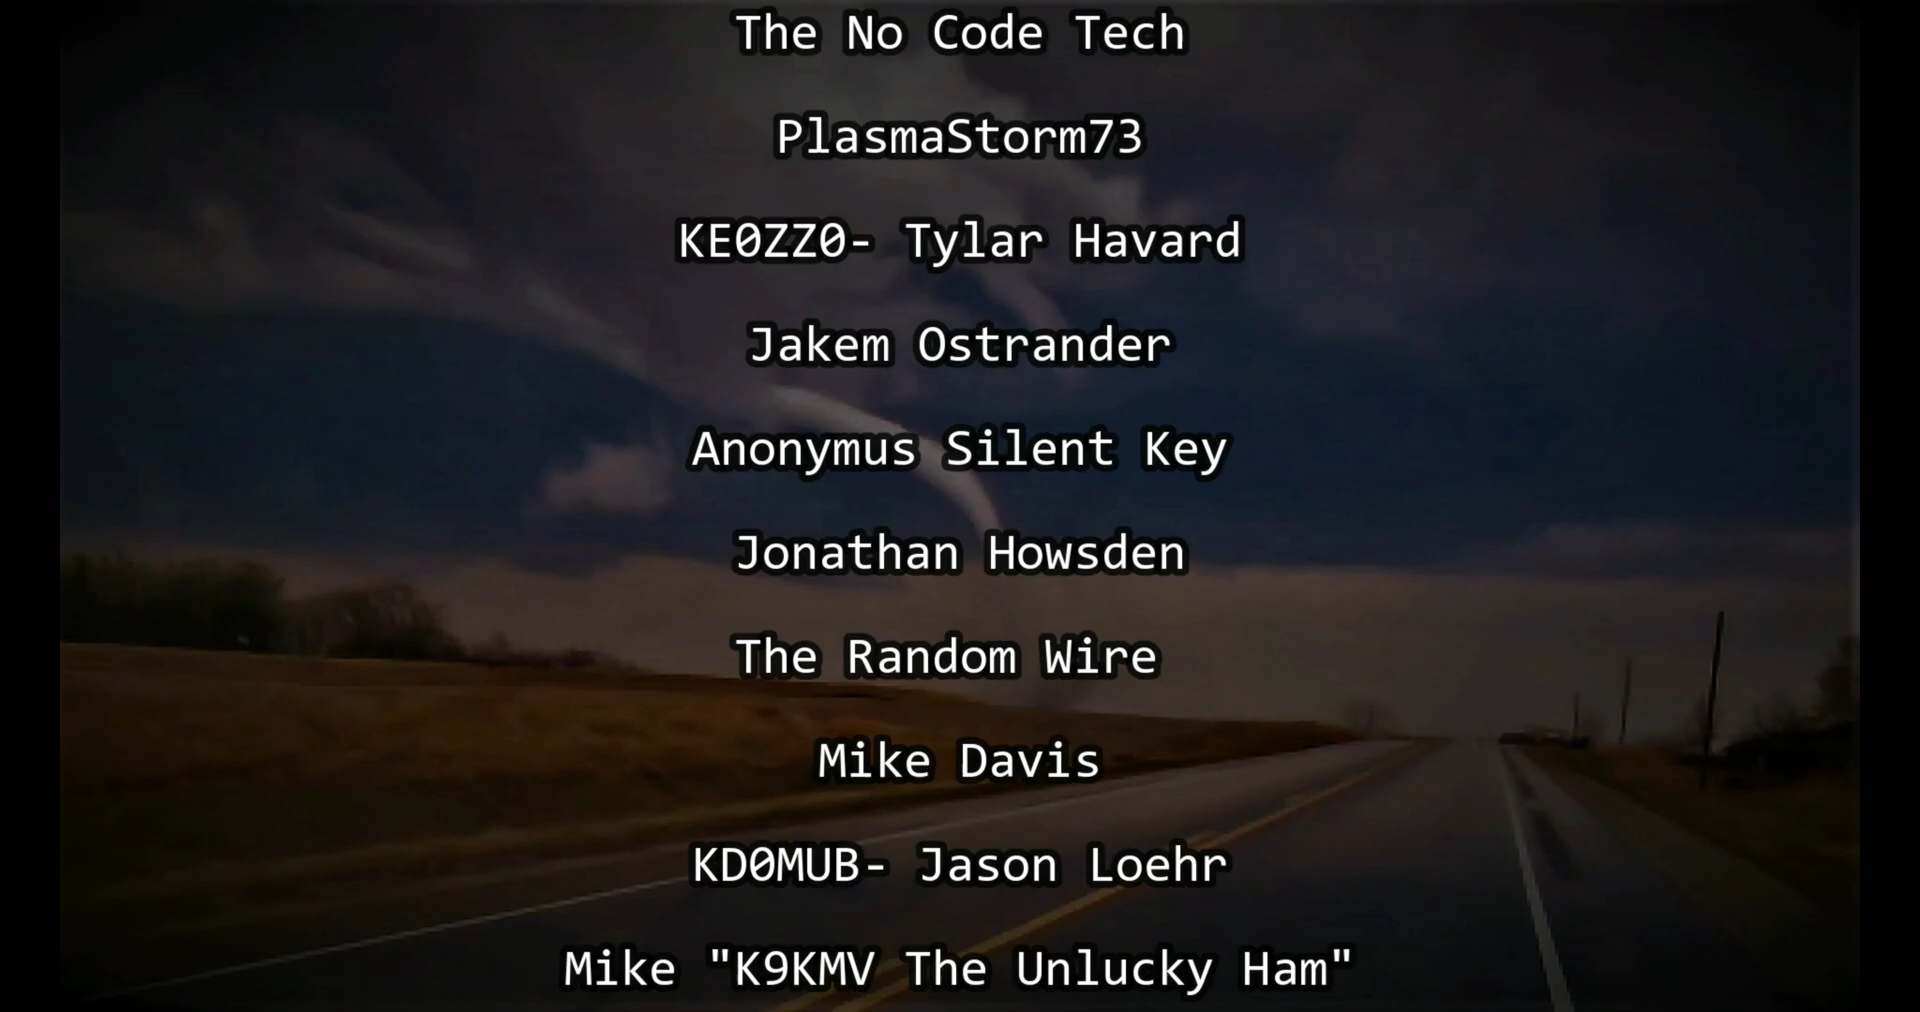 The No Code Tech
PlasmaStorm73
KE0ZZ0- Tylar Havard
Jakem Ostrander
Anonymus Silent Key
Jonathan Howsden
The Random Wire
Mike Davis
KD0MUB- Jason Loehr
Mike "K9KMV The Unlucky Ham"